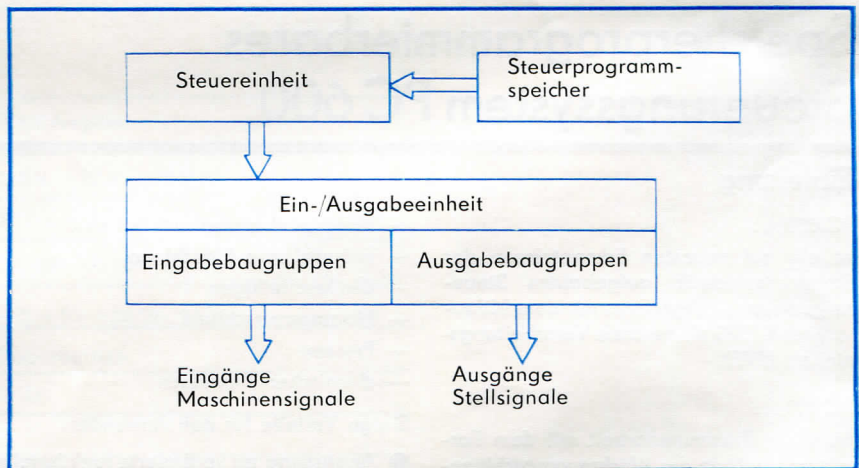 Steuereinheit
Steuerprogramm-
speicher
Ein-/Ausgabeeinheit
Eingabebaugruppen
Ausgabebaugruppen
Eingänge
Maschinensignale
Ausgänge
Stellsignale